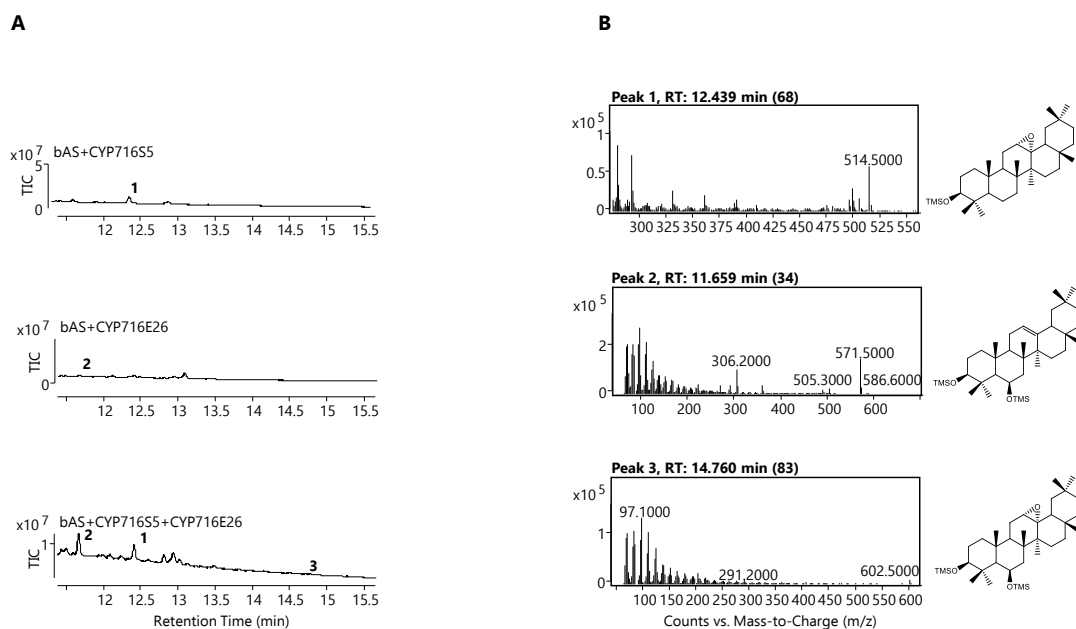 A
x10 7
bAS+CYP716S5
5
TIC
1
0
12 12.5 13 13.5 14 14.5 15 15.5
x10 7
bAS+CYP716E26
TIC
2
0
12 12.5 13 13.5 14 14.5 15 15.5
x10 7
bAS+CYP716S5+CYP716E26
1
TIC
2
1
3
12 12.5 13 13.5 14 14.5 15 15.5
Retention Time (min)
B
Peak 1, RT: 12.439 min (68)
x10 5
1
0.5
0
514.5000
300 325 350 375 400 425 450 475 500 525 550
O
TMSO
Peak 2, RT: 11.659 min (34)
x10 5
2
0
306.2000
571.5000
505.3000
586.6000
100 200 300 400 500 600
TMSO
OTMS
Peak 3, RT: 14.760 min (83)
x10 5
1
0
97.1000
291.2000
602.5000
100 150 200 250 300 350 400 450 500 550 600
Counts vs. Mass-to-Charge (m/z)
O
TMSO
OTMS